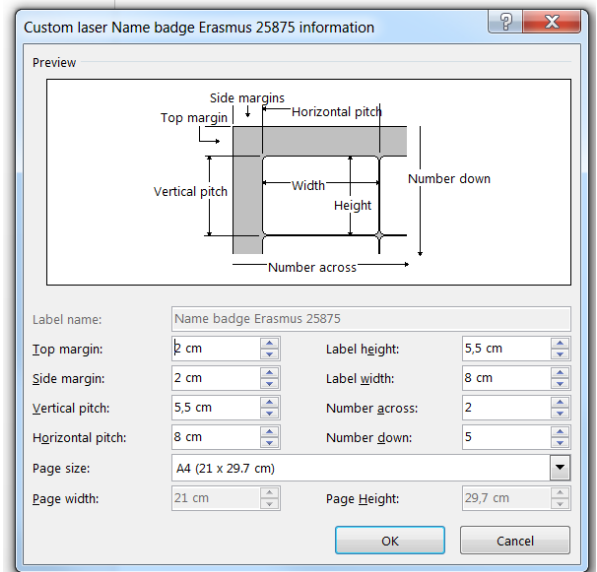 Custom laser Name badge Erasmus 25875 information
Preview
Side margins
Top margin
Horizontal pitch
Vertical pitch
Width
Height
Number down
Number across
Label name: Name badge Erasmus 25875
Top margin: 2 cm Label height: 5,5 cm
Side margin: 2 cm Label width: 8 cm
Vertical pitch: 5,5 cm Number across: 2
Horizontal pitch: 8 cm Number down: 5
Page size: A4 (21 x 29.7 cm)
Page width: 21 cm Page Height: 29,7 cm
OK Cancel